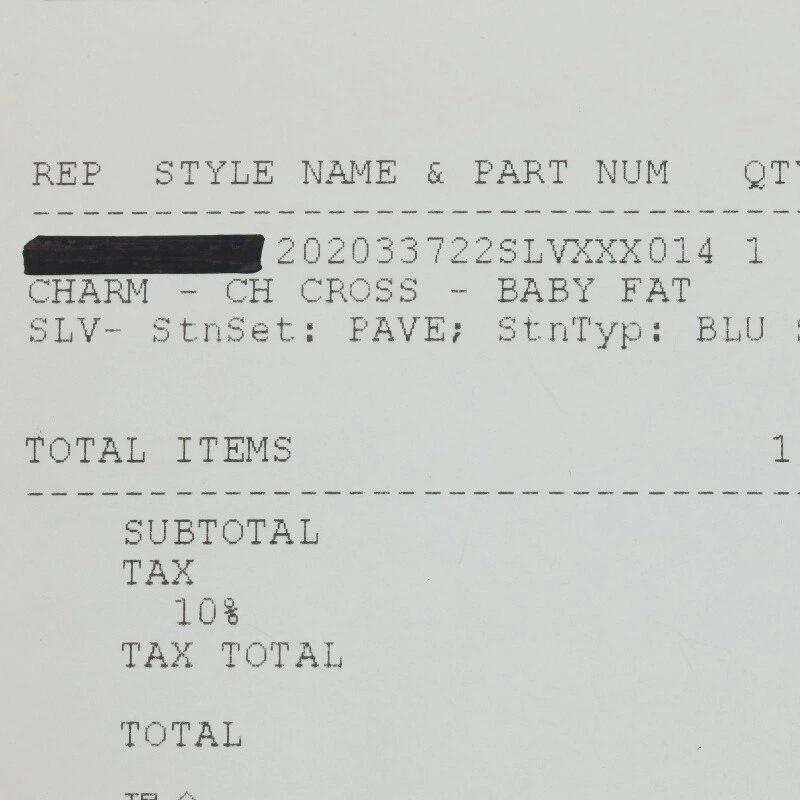 REP STYLE NAME & PART NUM QTY
202033722SLVXXX014 1
CHARM - CH CROSS - BABY FAT
SLV- StnSet: PAVE; StnTyp: BLU
TOTAL ITEMS 1
SUBTOTAL
TAX
10%
TAX TOTAL
TOTAL